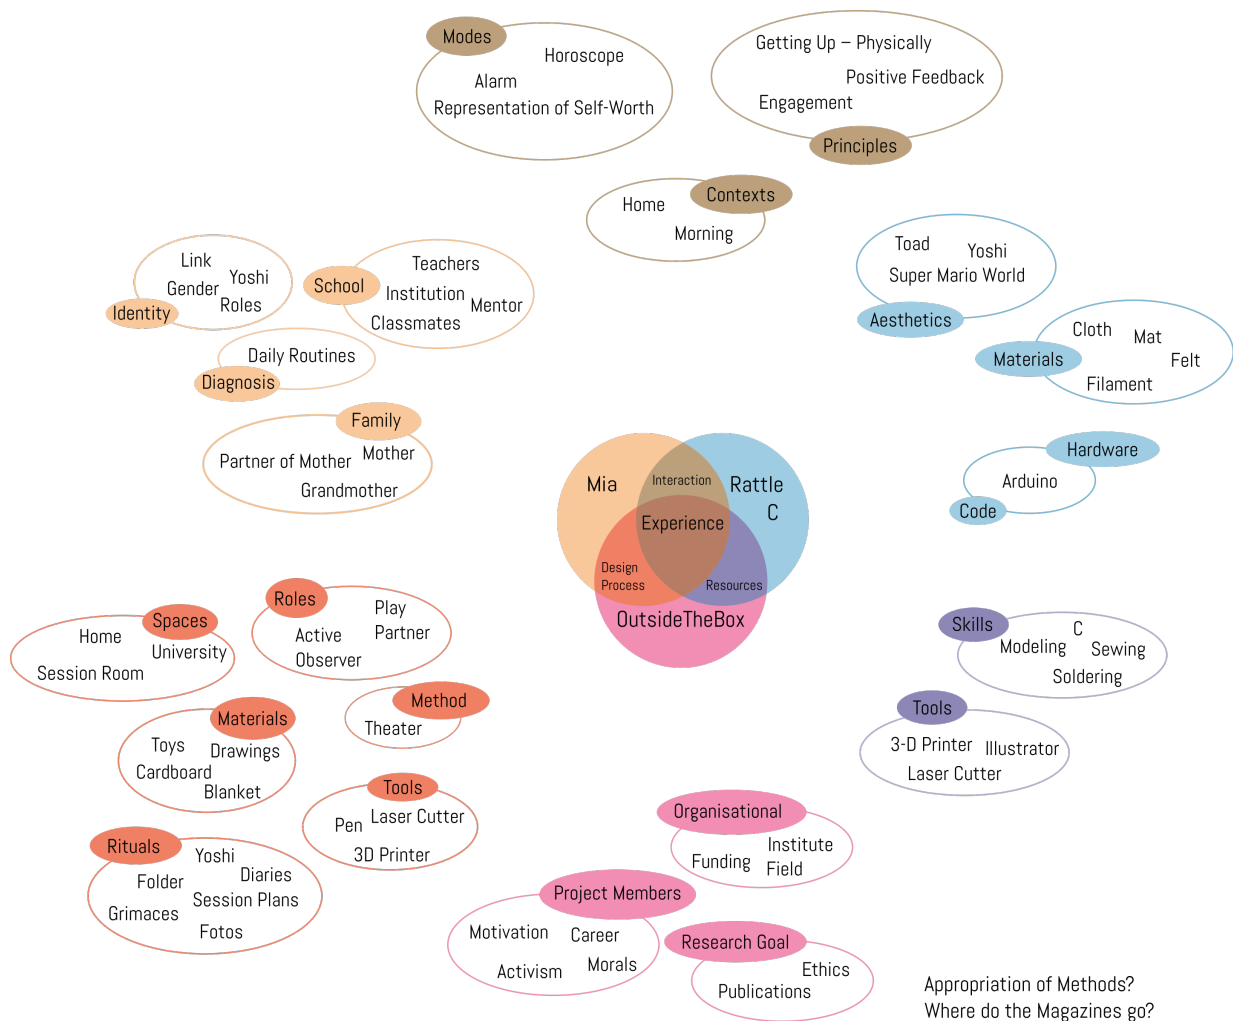 Modes
Horoscope
Alarm
Representation of Self-Worth
Getting Up – Physically
Positive Feedback
Engagement
Principles
Contexts
Home
Morning
Link
Yoshi
Gender
Roles
Identity
School
Teachers
Institution
Mentor
Classmates
Daily Routines
Diagnosis
Family
Mother
Partner of Mother
Grandmother
Toad
Yoshi
Super Mario World
Aesthetics
Cloth
Mat
Materials
Felt
Filament
Hardware
Arduino
Code
Mia
Interaction
Rattle
C
Experience
Design
Process
Resources
OutsideTheBox
Spaces
Home
University
Session Room
Roles
Play
Partner
Active
Observer
Method
Theater
Materials
Toys
Drawings
Cardboard
Blanket
Tools
Laser Cutter
Pen
3D Printer
Rituals
Yoshi
Diaries
Folder
Session Plans
Grimaces
Fotos
Skills
C
Modeling
Sewing
Soldering
Tools
3-D Printer
Illustrator
Laser Cutter
Organisational
Institute
Funding
Field
Project Members
Motivation
Career
Activism
Morals
Research Goal
Ethics
Publications
Appropriation of Methods?
Where do the Magazines go?